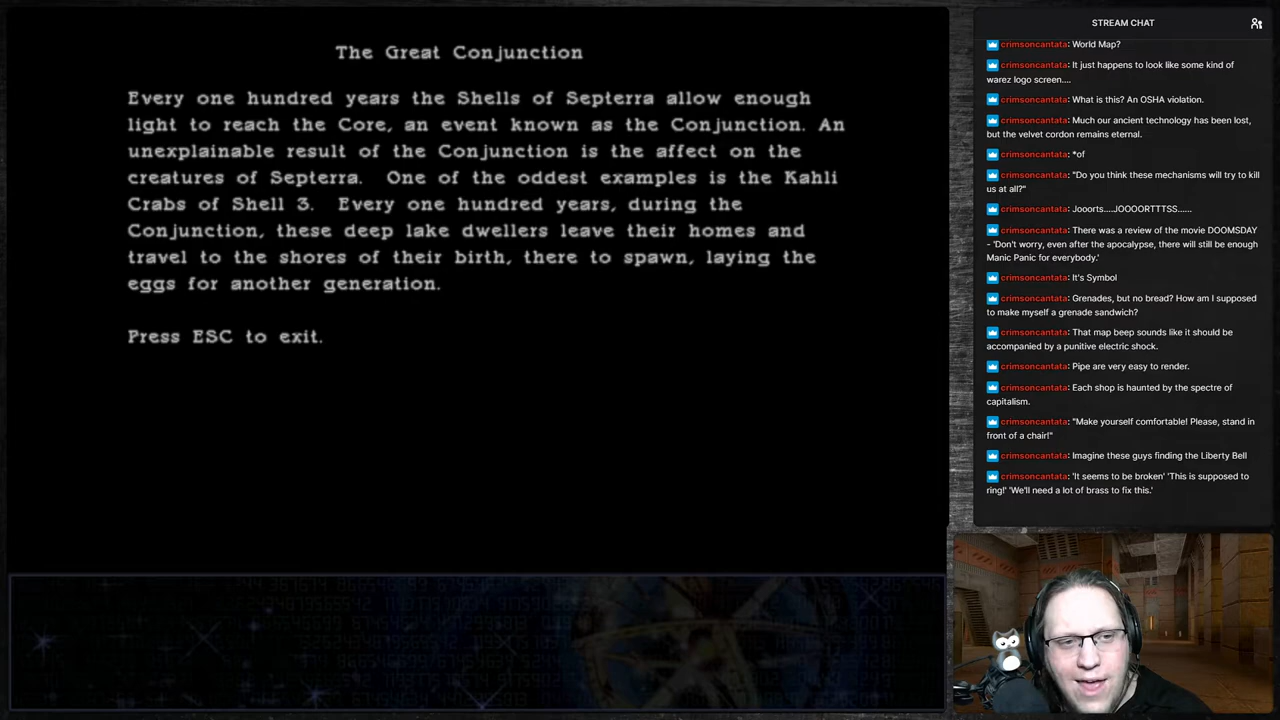 The Great Conjunction
Every one hundred years the Shells of Septerra allow enough
light to reach the Core, an event known as the Conjunction. An
unexplainable result of the Conjunction is the affect on the
creatures of Septerra. One of the oddest examples is the Kahli
Crabs of Shell 3. Every one hundred years, during the
Conjunction, these deep lake dwellers leave their homes and
travel to the shores of their birth, there to spawn, laying the
eggs for another generation.
Press ESC to exit.
STREAM CHAT
crimsoncantata: World Map?
crimsoncantata: It just happens to look like some kind of
warez logo screen....
crimsoncantata: What is this? An OSHA violation.
crimsoncantata: Much our ancient technology has been lost,
but the velvet cordon remains eternal.
crimsoncantata: *of
crimsoncantata: "Do you think these mechanisms will try to kill
us at all?"
crimsoncantata: Jooorts....JOOOORTTTSS......
crimsoncantata: There was a review of the movie DOOMSDAY
- 'Don't worry, even after the apocalypse, there will still be enough
Manic Panic for everybody.'
crimsoncantata: It's Symbol
crimsoncantata: Grenades, but no bread? How am I supposed
to make myself a grenade sandwich?
crimsoncantata: That map beep sounds like it should be
accompanied by a punitive electric shock.
crimsoncantata: Pipe are very easy to render.
crimsoncantata: Each shop is haunted by the spectre of
capitalism.
crimsoncantata: "Make yourself comfortable! Please, stand in
front of a chair!"
crimsoncantata: Imagine these guys finding the Liberty Bell
crimsoncantata: 'It seems to be broken' 'This is supposed to
ring!' 'We'll need a lot of brass to fix this.'